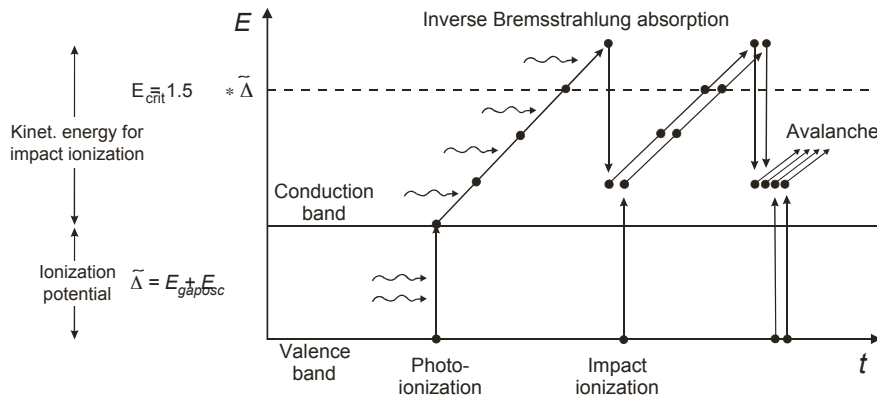 E
Inverse Bremsstrahlung absorption
E_crit = 1.5 * Δ̃
Kinet. energy for
impact ionization
Avalanche
Conduction
band
Ionization
potential
Δ̃ = E_gap + E_osc
Valence
band
Photo-
ionization
Impact
ionization
t